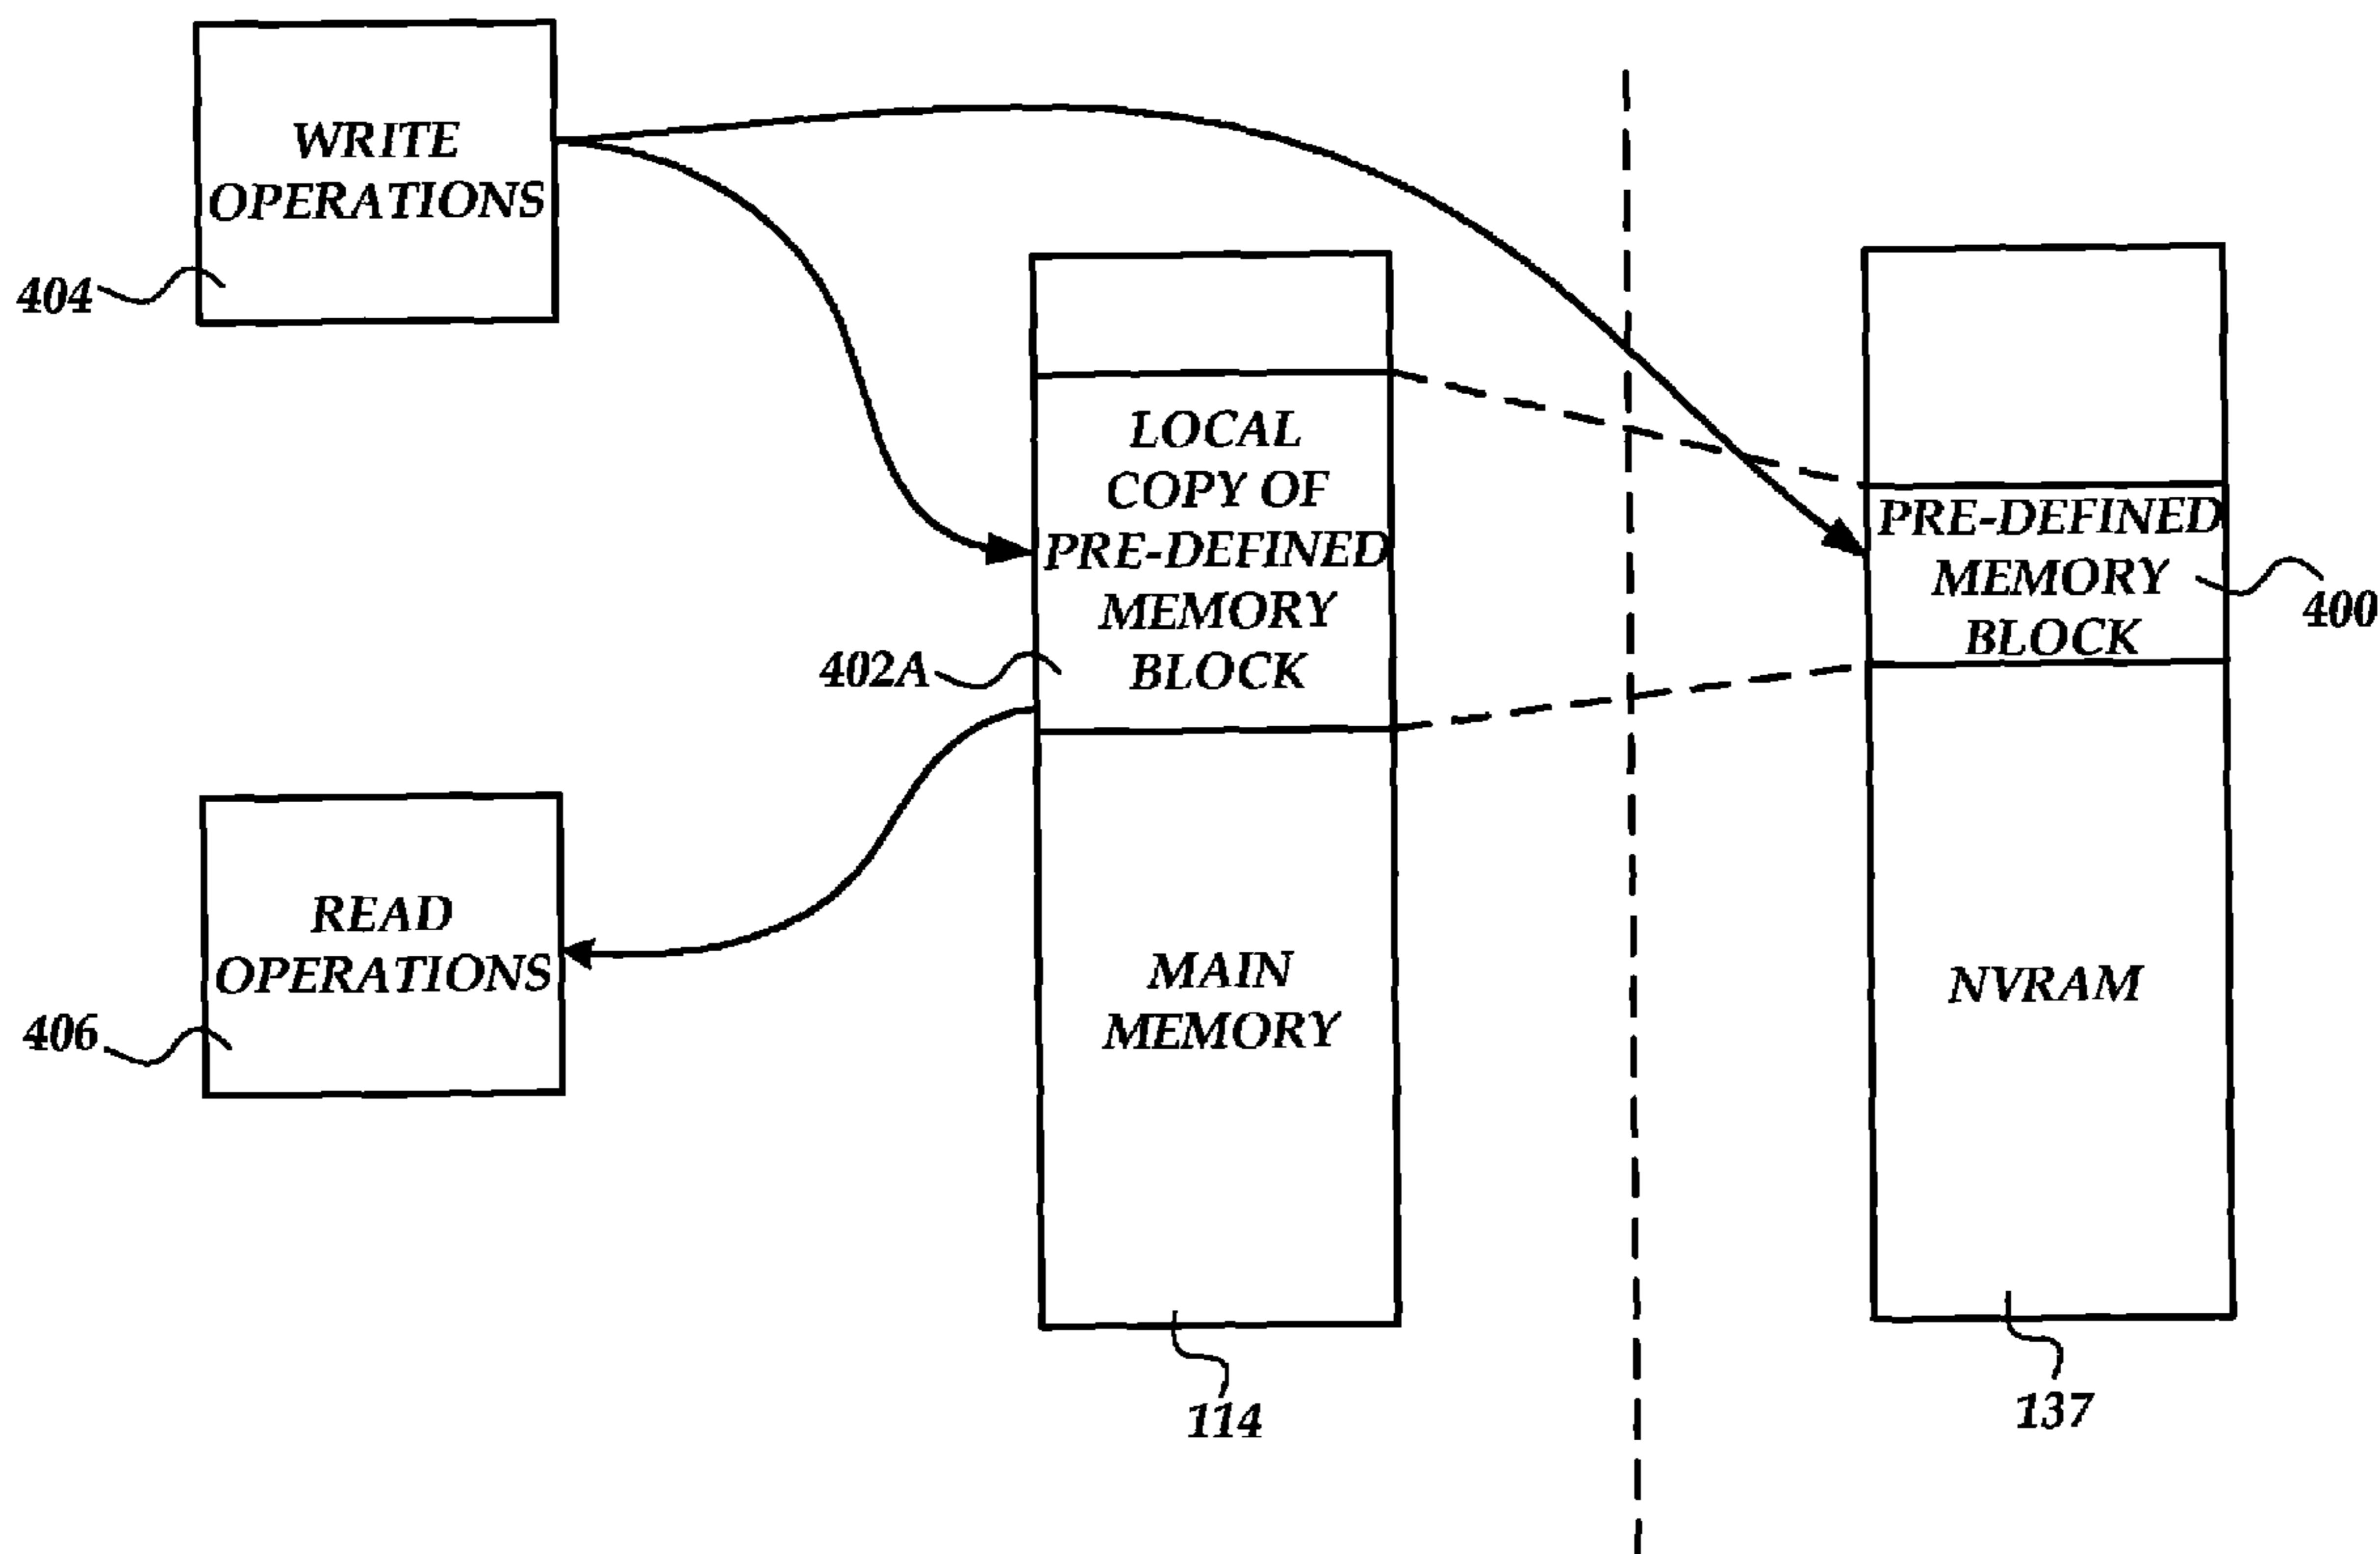 WRITE
OPERATIONS
404
LOCAL
COPY OF
PRE-DEFINED
MEMORY
BLOCK
402A
PRE-DEFINED
MEMORY
BLOCK
400
READ
OPERATIONS
406
MAIN
MEMORY
NVRAM
114
137